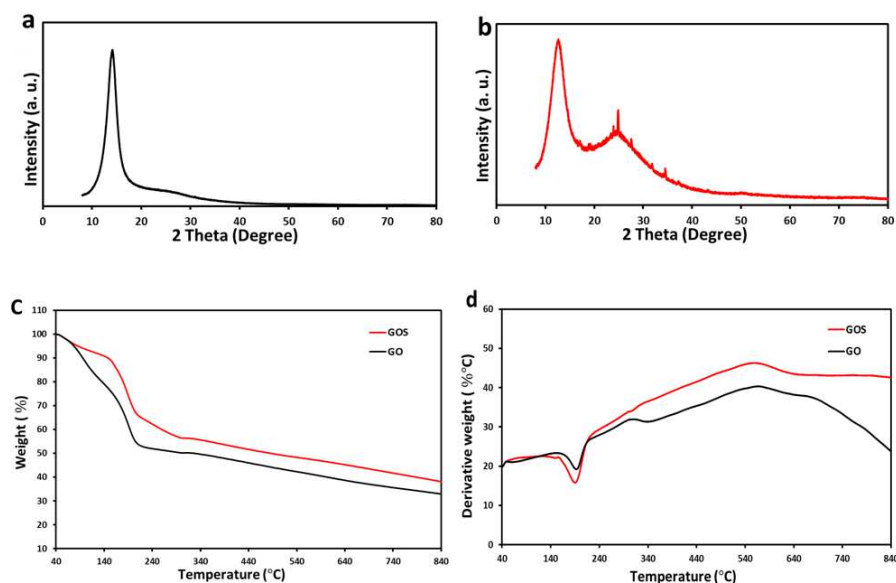 a
Intensity (a. u.)
0 10 20 30 40 50 60 70 80
2 Theta (Degree)
b
Intensity (a. u.)
0 10 20 30 40 50 60 70 80
2 Theta (Degree)
c
110
100
90
80
70
60
50
40
30
20
10
Weight (%)
GOS
GO
40 140 240 340 440 540 640 740 840
Temperature (°C)
d
60
50
40
30
20
10
0
Derivative weight (%°C)
GOS
GO
40 140 240 340 440 540 640 740 840
Temperature (°C)